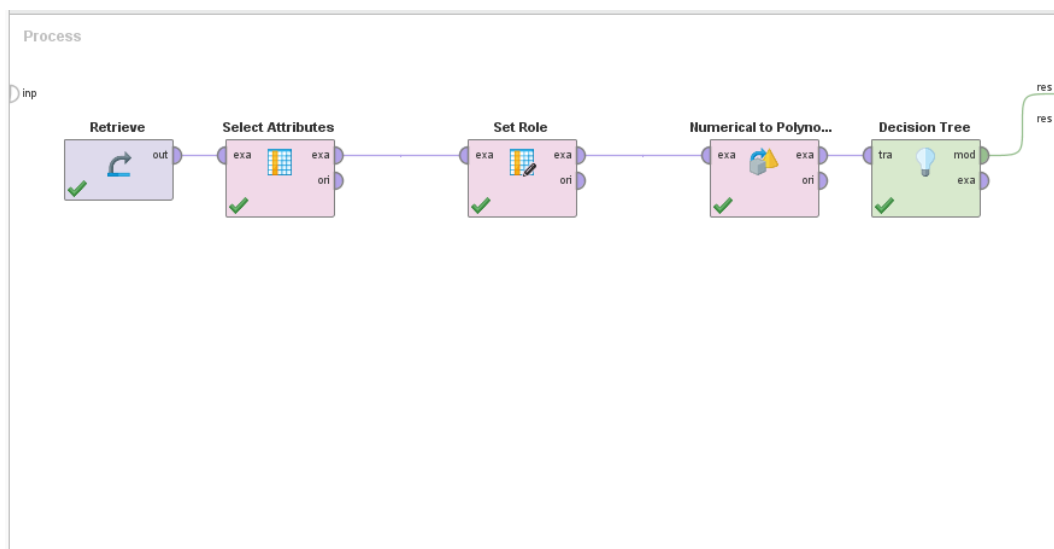 Process
inp
res
res
Retrieve
out
Select Attributes
exa
exa
ori
Set Role
exa
exa
ori
Numerical to Polyno...
exa
exa
ori
Decision Tree
tra
mod
exa